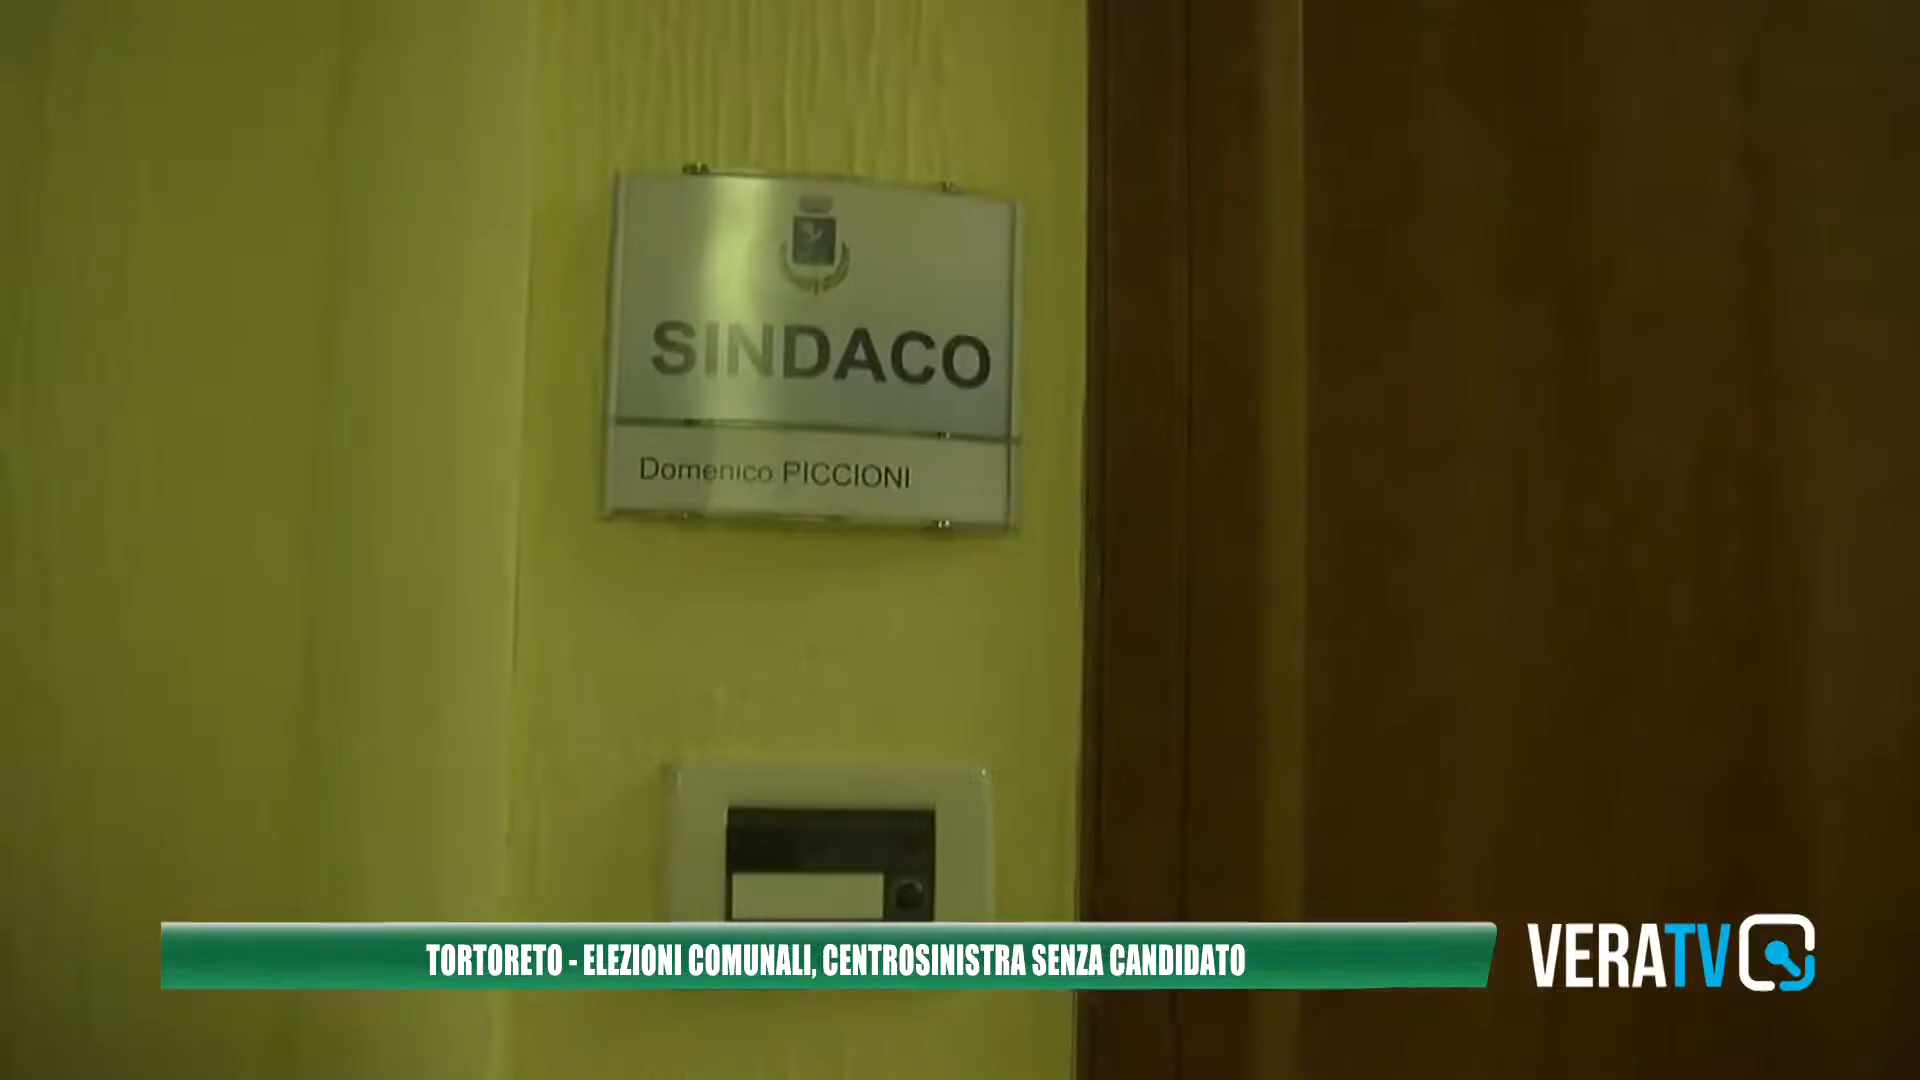 SINDACO
Domenico PICCIONI
TORTORETO - ELEZIONI COMUNALI, CENTROSINISTRA SENZA CANDIDATO
VERATV